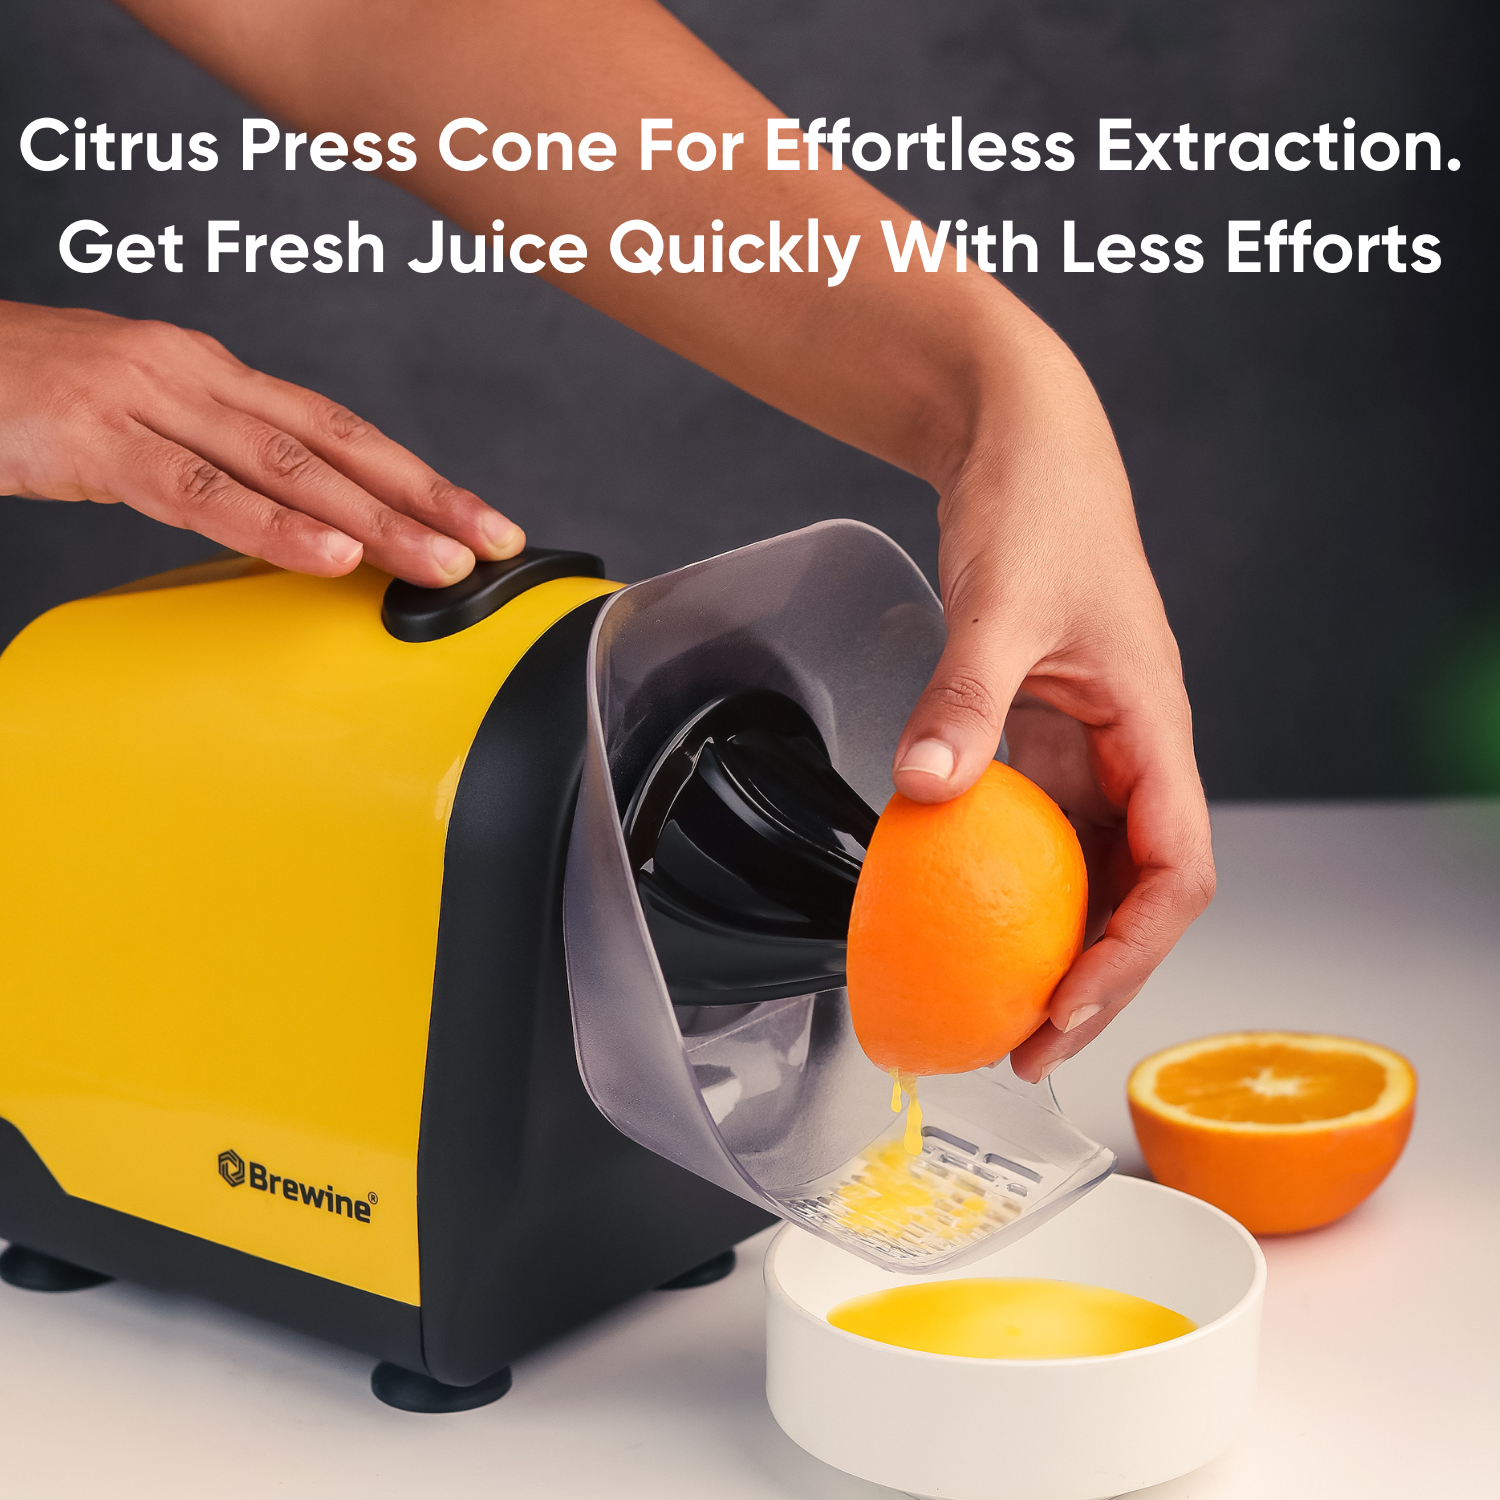 Citrus Press Cone For Effortless Extraction.
Get Fresh Juice Quickly With Less Efforts
Brewine®